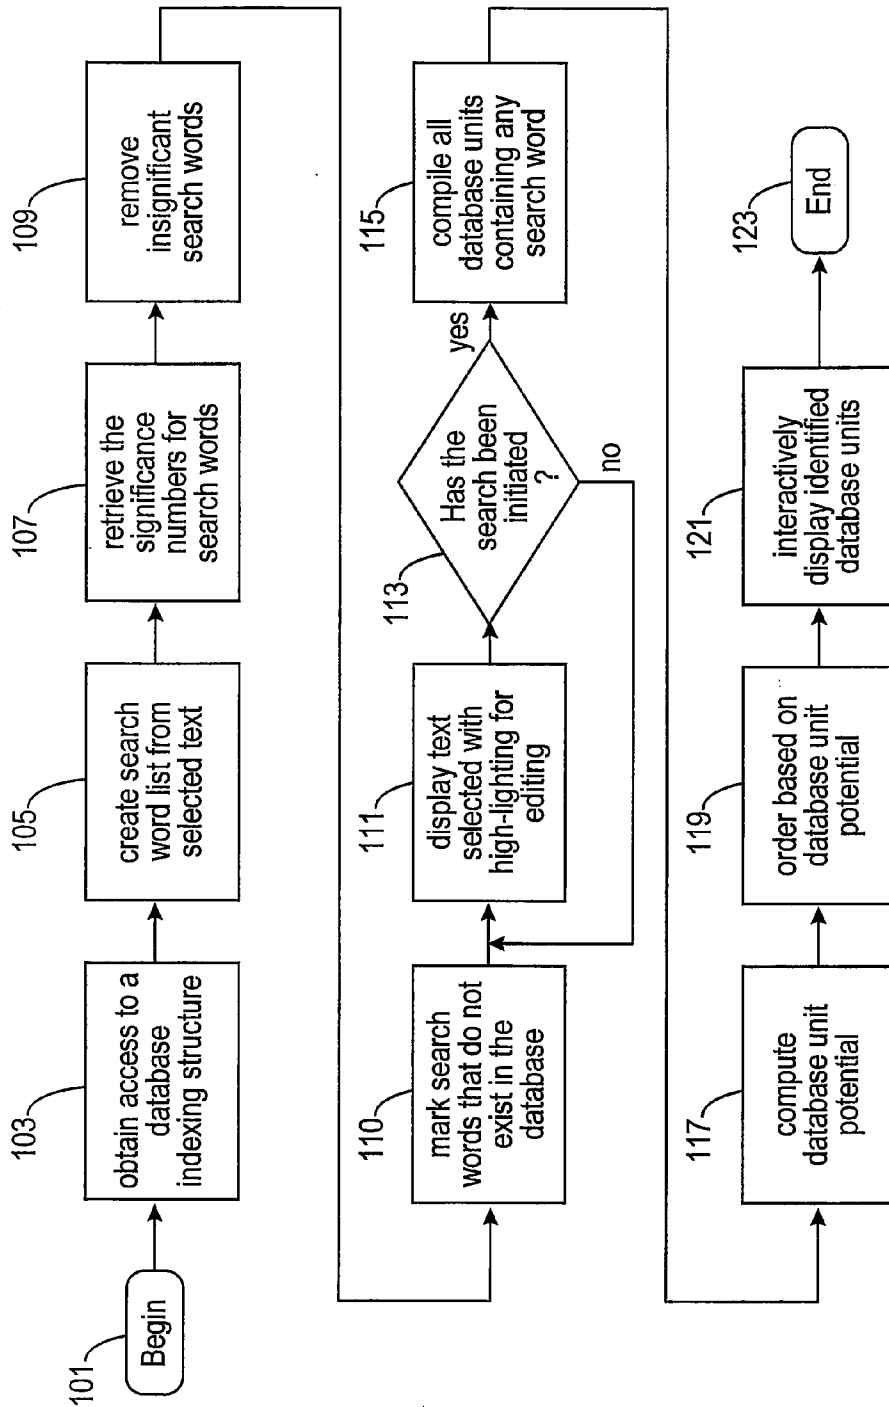 101
Begin
103
obtain access to a
database
indexing structure
105
create search
word list from
selected text
107
retrieve the
significance
numbers for
search words
109
remove
insignificant
search words
110
mark search
words that do not
exist in the
database
111
display text
selected with
high-lighting for
editing
113
Has the
search been
initiated
?
yes
no
115
compile all
database units
containing any
search word
117
compute
database unit
potential
119
order based on
database unit
potential
121
interactively
display identified
database units
123
End